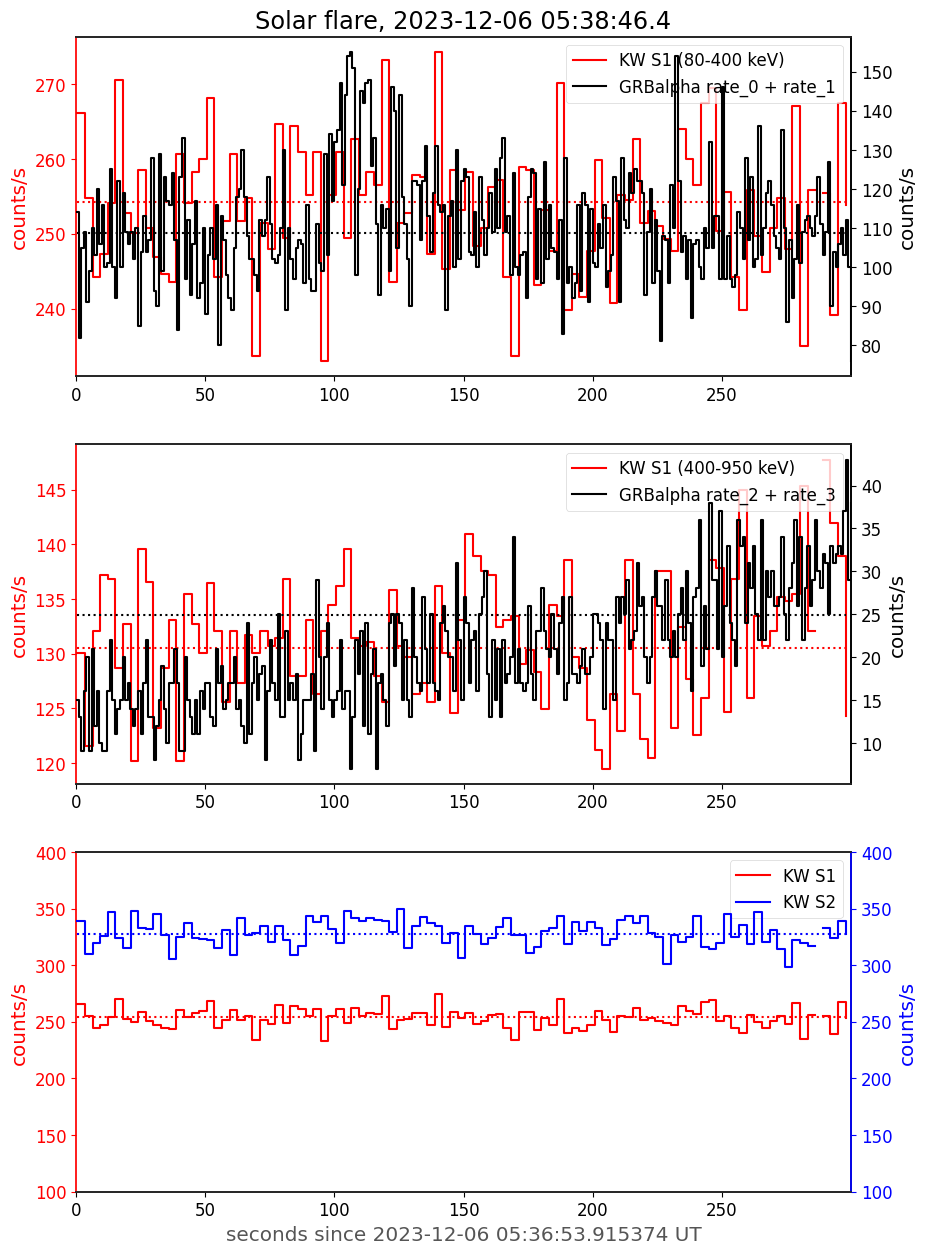 Solar flare, 2023-12-06 05:38:46.4
KW S1 (80-400 keV)
GRBalpha rate_0 + rate_1
counts/s
counts/s
270
260
250
240
150
140
130
120
110
100
90
80
0 50 100 150 200 250
KW S1 (400-950 keV)
GRBalpha rate_2 + rate_3
counts/s
counts/s
145
140
135
130
125
120
40
35
30
25
20
15
10
0 50 100 150 200 250
KW S1
KW S2
counts/s
counts/s
400
350
300
250
200
150
100
400
350
300
250
200
150
100
0 50 100 150 200 250
seconds since 2023-12-06 05:36:53.915374 UT